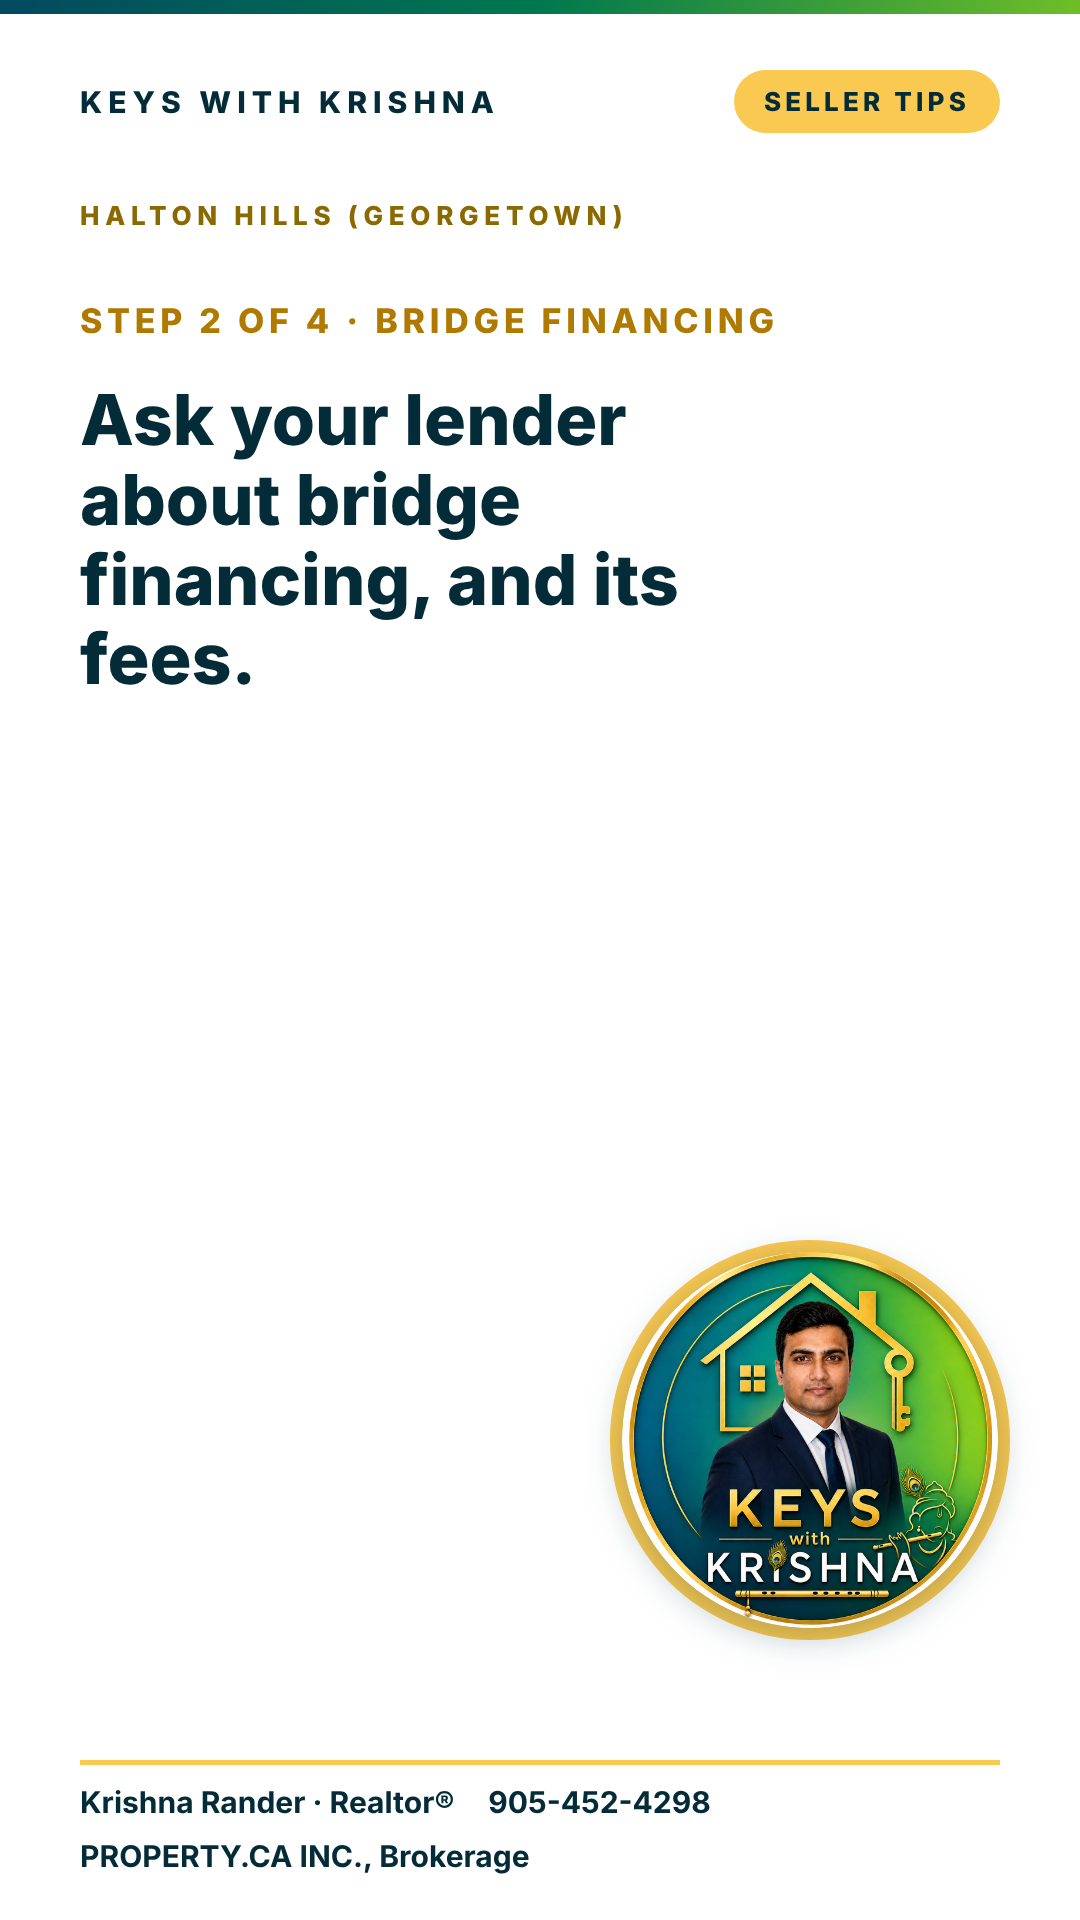 KEYS WITH KRISHNA
SELLER TIPS
HALTON HILLS (GEORGETOWN)
STEP 2 OF 4 · BRIDGE FINANCING
Ask your lender
about bridge
financing, and its
fees.
KEYS
with
KRISHNA
Krishna Rander · Realtor® 905-452-4298
PROPERTY.CA INC., Brokerage